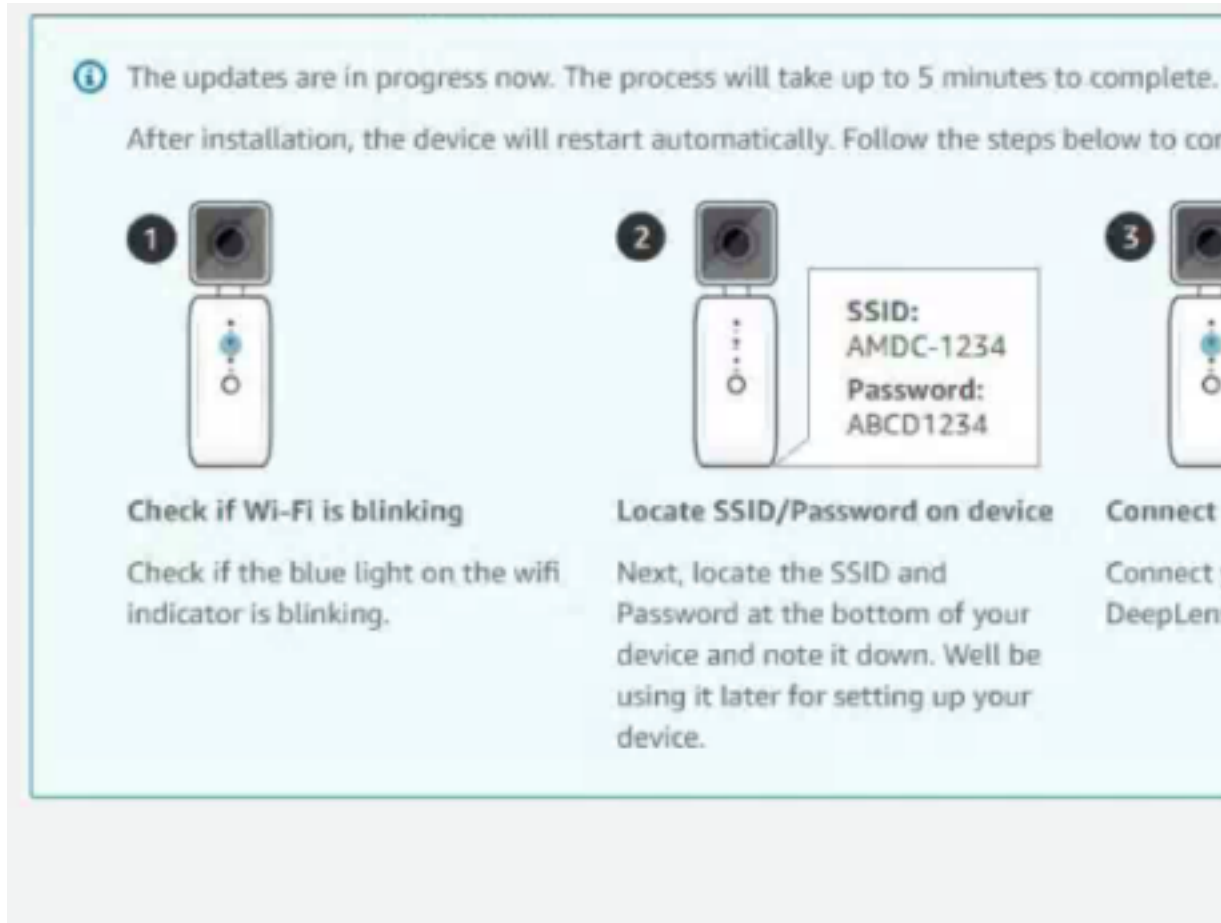 The updates are in progress now. The process will take up to 5 minutes to complete.
After installation, the device will restart automatically. Follow the steps below to
1
2
SSID:
AMDC-1234
Password:
ABCD1234
3
Check if Wi-Fi is blinking
Check if the blue light on the wifi
indicator is blinking.
Locate SSID/Password on device
Next, locate the SSID and
Password at the bottom of your
device and note it down. Well be
using it later for setting up your
device.
Connect
Connect